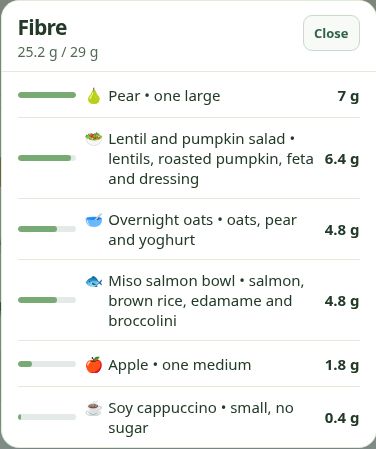 Fibre
Close
25.2 g / 29 g
Pear • one large
7 g
Lentil and pumpkin salad •
lentils, roasted pumpkin, feta
and dressing
6.4 g
Overnight oats • oats, pear
and yoghurt
4.8 g
Miso salmon bowl • salmon,
brown rice, edamame and
broccolini
4.8 g
Apple • one medium
1.8 g
Soy cappuccino • small, no
sugar
0.4 g